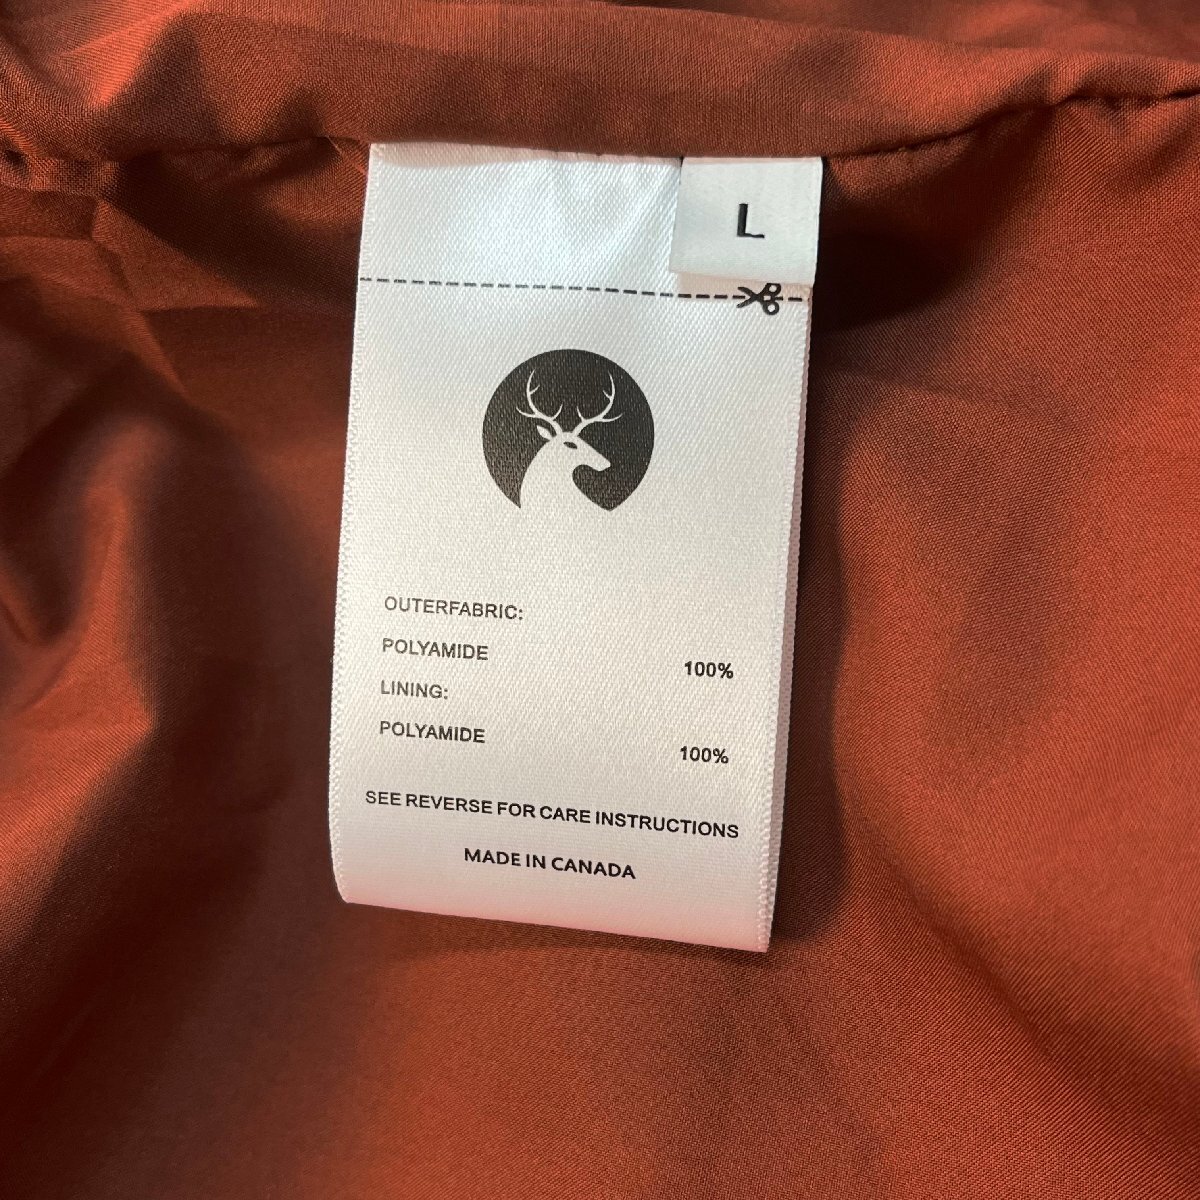 L
OUTERFABRIC:
POLYAMIDE 100%
LINING:
POLYAMIDE 100%
SEE REVERSE FOR CARE INSTRUCTIONS
MADE IN CANADA